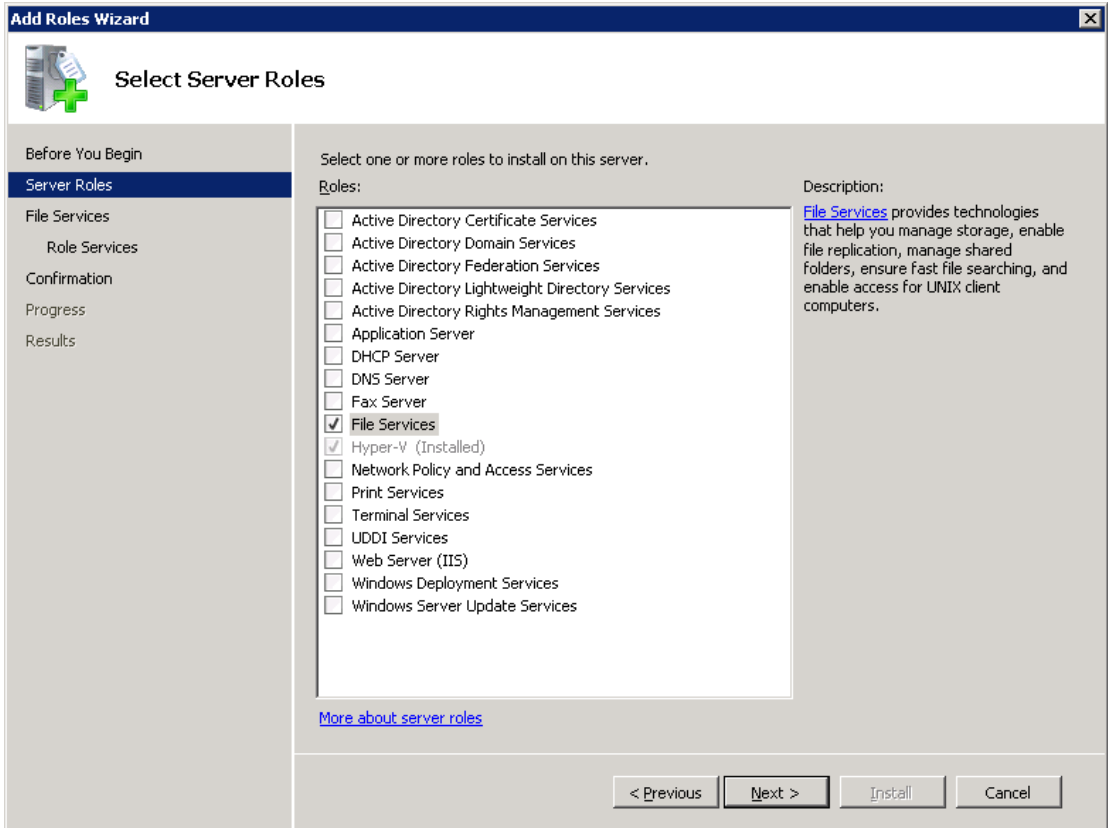 Add Roles Wizard
Select Server Roles
Before You Begin
Server Roles
File Services
Role Services
Confirmation
Progress
Results
Select one or more roles to install on this server.
Roles:
Active Directory Certificate Services
Active Directory Domain Services
Active Directory Federation Services
Active Directory Lightweight Directory Services
Active Directory Rights Management Services
Application Server
DHCP Server
DNS Server
Fax Server
File Services
Hyper-V (Installed)
Network Policy and Access Services
Print Services
Terminal Services
UDDI Services
Web Server (IIS)
Windows Deployment Services
Windows Server Update Services
More about server roles
Description:
File Services provides technologies
that help you manage storage, enable
file replication, manage shared
folders, ensure fast file searching, and
enable access for UNIX client
computers.
< Previous
Next >
Install
Cancel